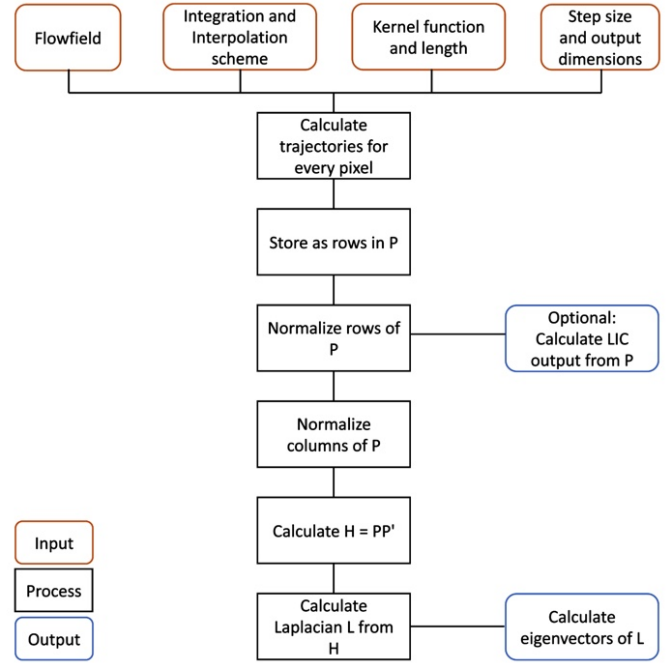 Flowfield
Integration and
Interpolation
scheme
Kernel function
and length
Step size
and output
dimensions
Calculate
trajectories for
every pixel
Store as rows in P
Normalize rows of
P
Optional:
Calculate LIC
output from P
Normalize
columns of P
Calculate H = PP'
Calculate
Laplacian L from
H
Calculate
eigenvectors of L
Input
Process
Output